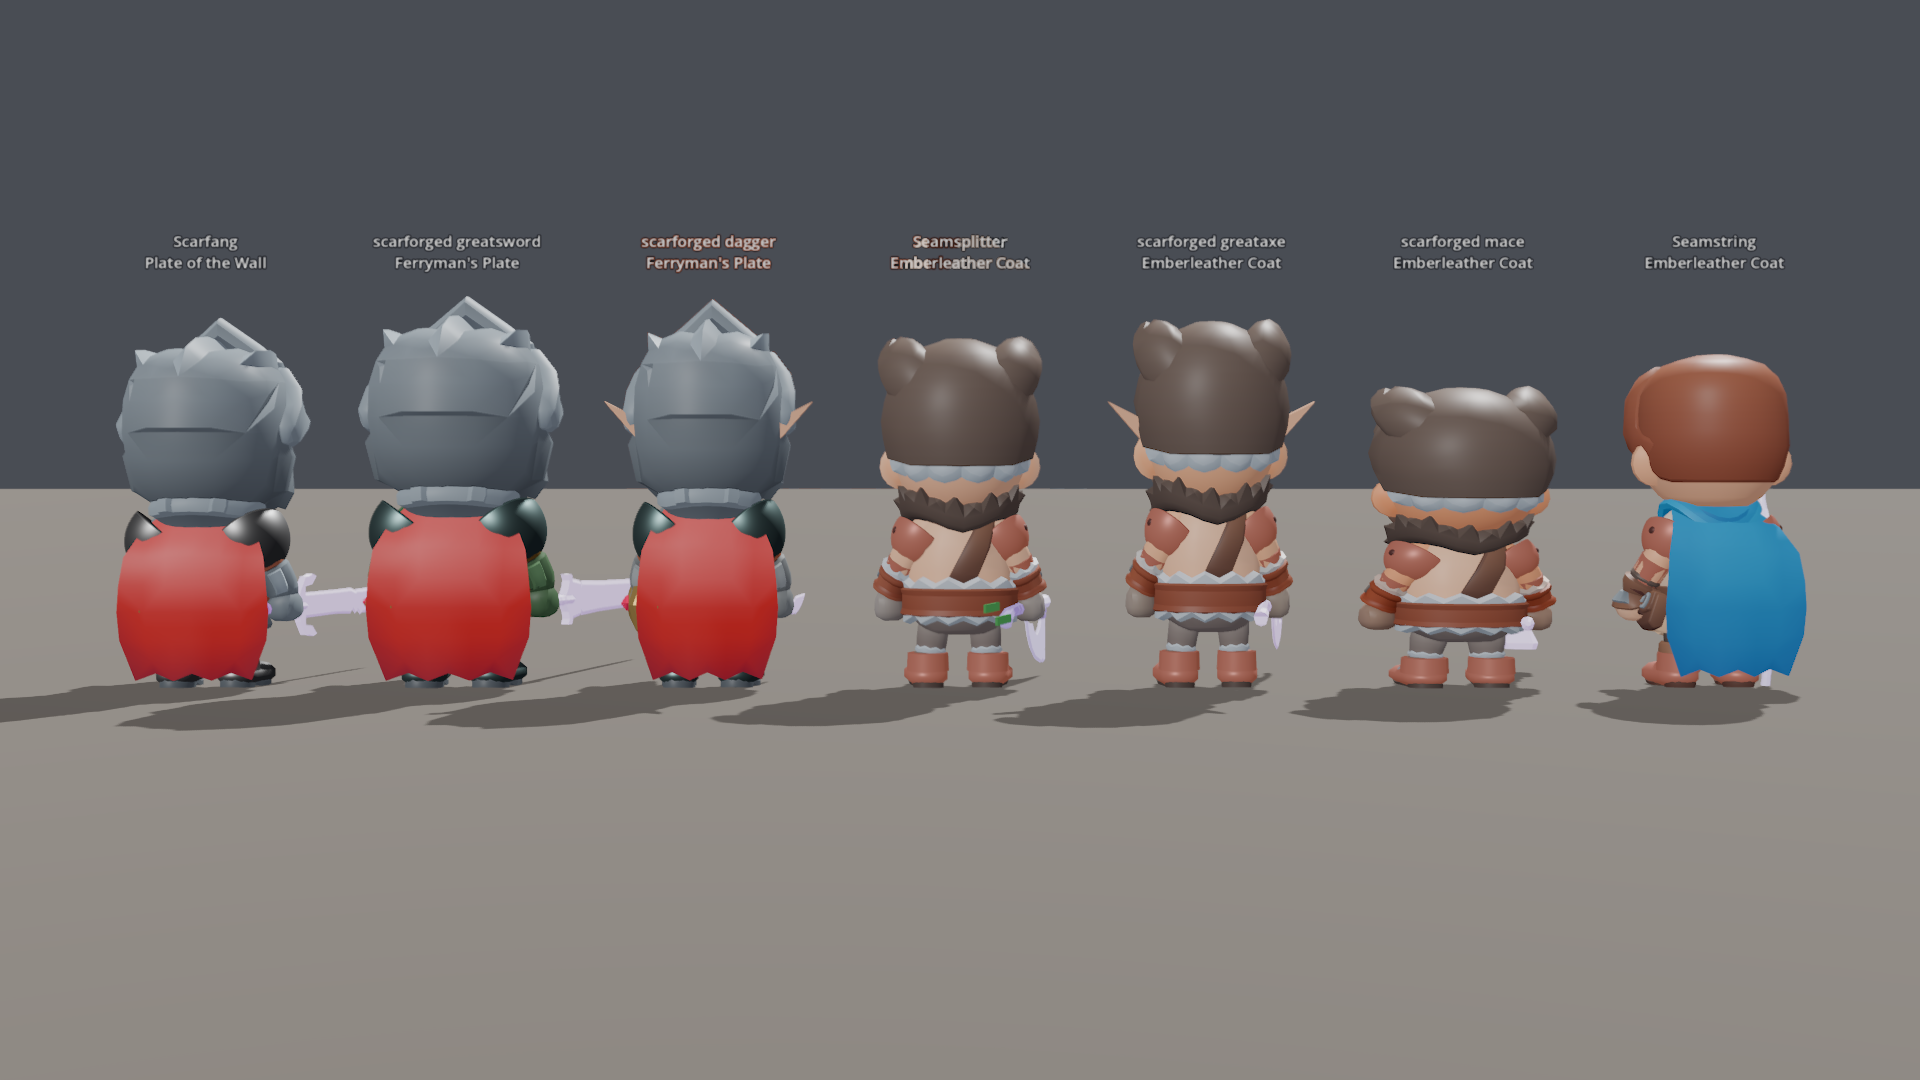 Scarfang
Plate of the Wall
scarforged greatsword
Ferryman's Plate
scarforged dagger
Ferryman's Plate
Seamsplitter
Emberleather Coat
scarforged greataxe
Emberleather Coat
scarforged mace
Emberleather Coat
Seamstring
Emberleather Coat